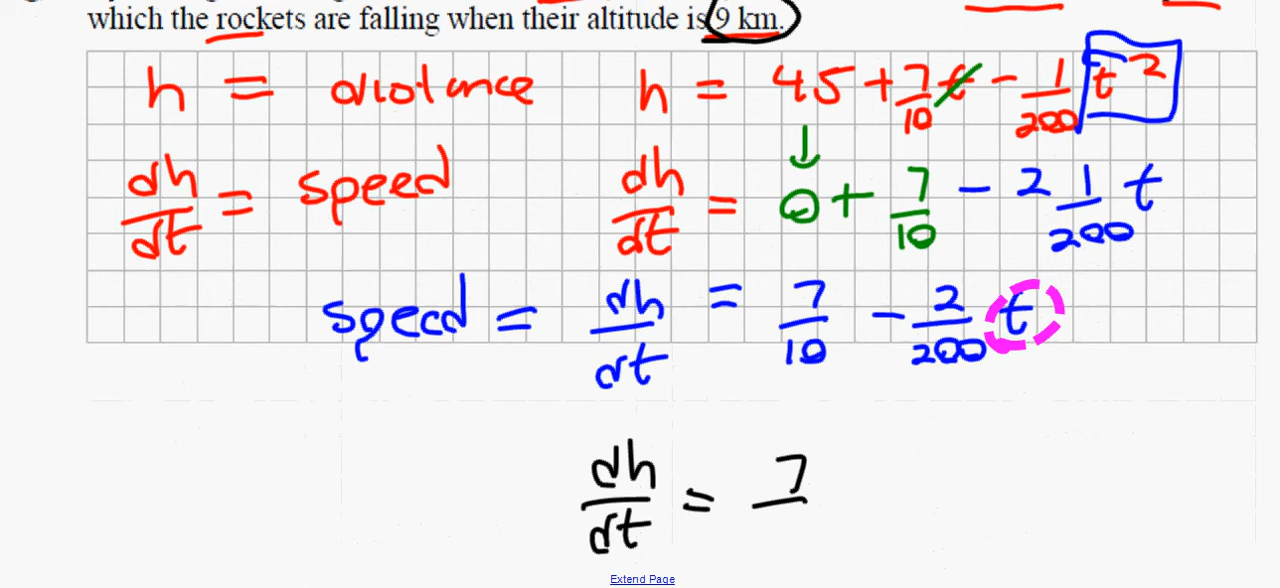 which the rockets are falling when their altitude is 9 km.
h = distance h = 45 + 7/10 t - 1/200 t²
dh/dt = speed dh/dt = 0 + 7/10 - 2 1/200 t
speed = dh/dt = 7/10 - 2/200 t
dh/dt = 7/
Extend Page